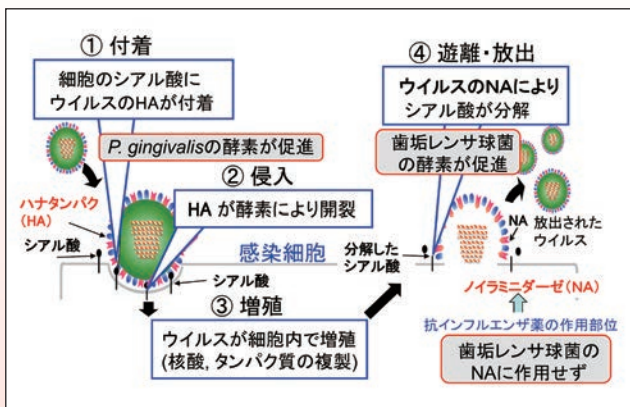 ① 付着
細胞のシアル酸に
ウイルスのHAが付着
P. gingivalisの酵素が促進
② 侵入
HA が酵素により開裂
ハナタンパク
(HA)
シアル酸
シアル酸
感染細胞
③ 増殖
ウイルスが細胞内で増殖
(核酸, タンパク質の複製)
④ 遊離・放出
ウイルスのNAにより
シアル酸が分解
歯垢レンサ球菌
の酵素が促進
NA
放出された
ウイルス
分解した
シアル酸
ノイラミニダーゼ(NA)
抗インフルエンザ薬の作用部位
歯垢レンサ球菌の
NAに作用せず